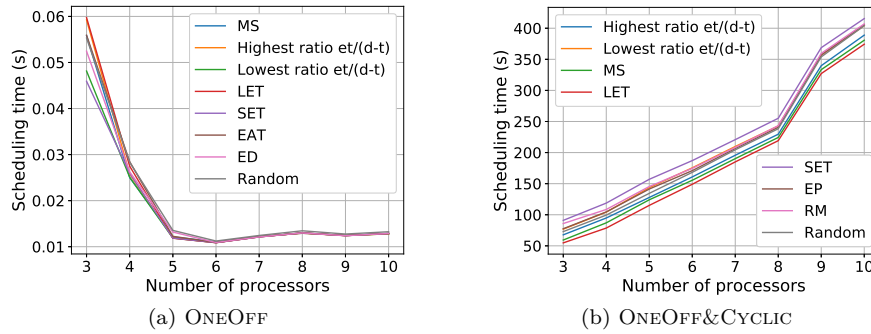 0.06
0.05
0.04
0.03
0.02
0.01
Scheduling time (s)
MS
Highest ratio et/(d-t)
Lowest ratio et/(d-t)
LET
SET
EAT
ED
Random
3 4 5 6 7 8 9 10
Number of processors
(a) ONEOFF
400
350
300
250
200
150
100
50
Scheduling time (s)
Highest ratio et/(d-t)
Lowest ratio et/(d-t)
MS
LET
SET
EP
RM
Random
3 4 5 6 7 8 9 10
Number of processors
(b) ONEOFF&CYCLIC